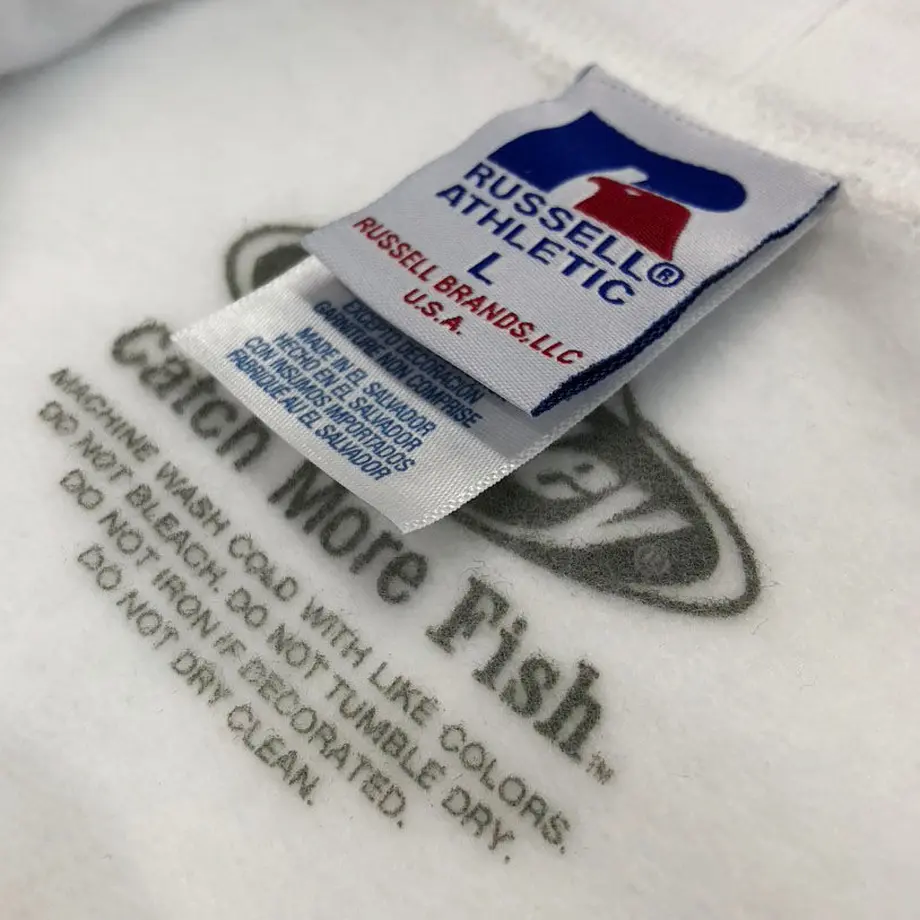 RUSSELL®
ATHLETIC
L
RUSSELL BRANDS, LLC
U.S.A.
EXCEPTO DECORACION
GARNITURE NON COMPRISE
MADE IN EL SALVADOR
HECHO EN EL SALVADOR
CON INSUMOS IMPORTADOS
FABRIQUE AU EL SALVADOR
Catch More Fish™
MACHINE WASH COLD WITH LIKE COLORS.
DO NOT BLEACH. DO NOT TUMBLE DRY.
DO NOT IRON IF DECORATED.
DO NOT DRY CLEAN.